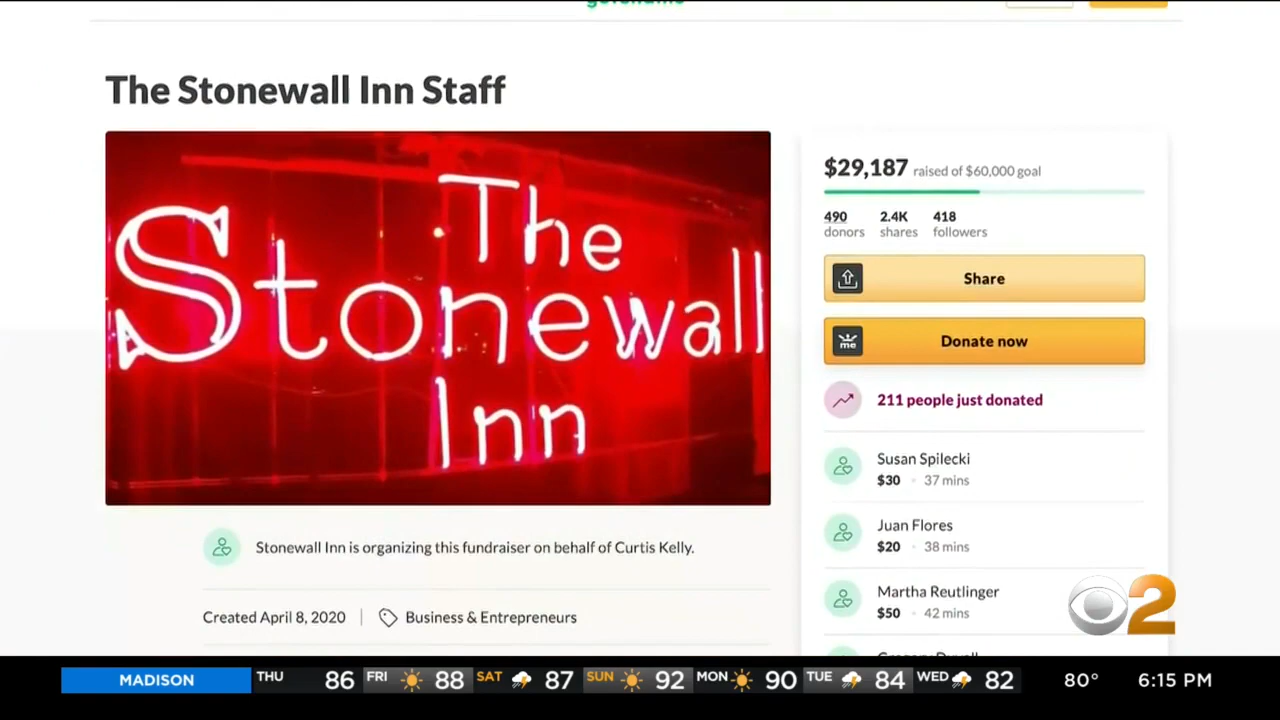 gofundme
The Stonewall Inn Staff
The
Stonewall
Inn
$29,187 raised of $60,000 goal
490 2.4K 418
donors shares followers
Share
me Donate now
211 people just donated
Susan Spilecki
$30 • 37 mins
Juan Flores
$20 • 38 mins
Martha Reutlinger
$50 • 42 mins
Stonewall Inn is organizing this fundraiser on behalf of Curtis Kelly.
Created April 8, 2020 | Business & Entrepreneurs
2
MADISON THU 86 FRI 88 SAT 87 SUN 92 MON 90 TUE 84 WED 82 80° 6:15 PM